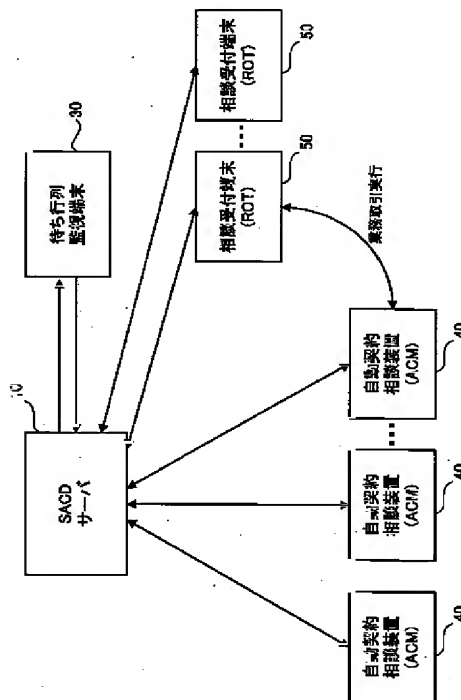 10
SACD
サーバ
30
待ち行列
監視端末
相談受付端末
(ROT)
50
相談受付端末
(ROT)
50
業務取引実行
自動契約
相談装置
(ACM)
40
自動契約
相談装置
(ACM)
40
自動契約
相談装置
(ACM)
40